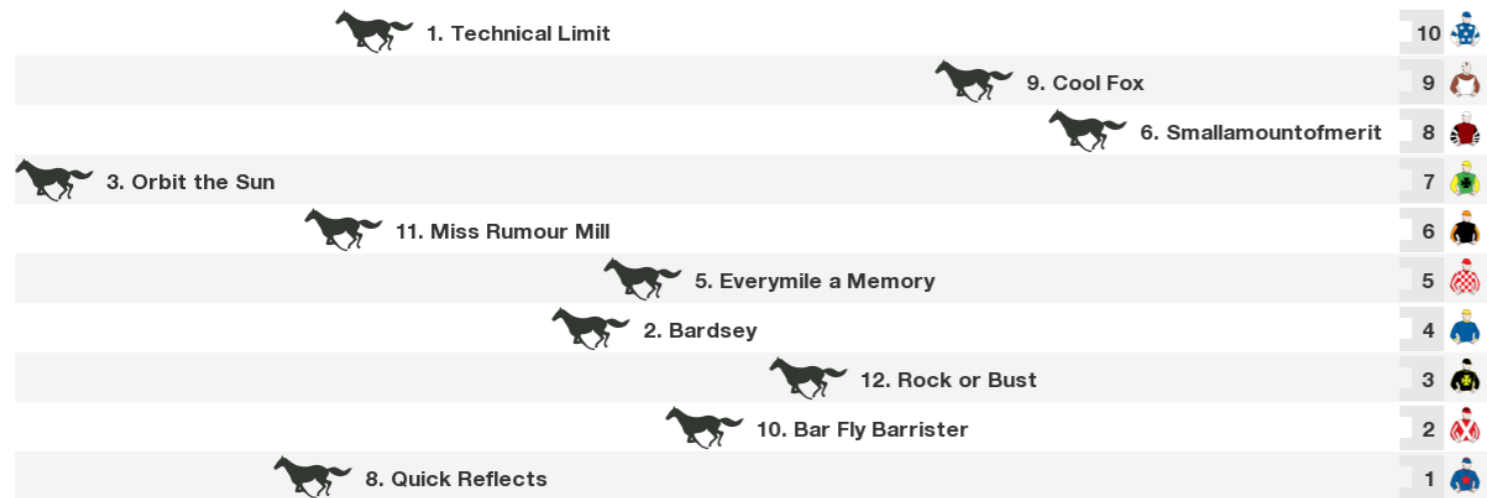 1. Technical Limit 10
9. Cool Fox 9
6. Smallamountofmerit 8
3. Orbit the Sun 7
11. Miss Rumour Mill 6
5. Everymile a Memory 5
2. Bardsey 4
12. Rock or Bust 3
10. Bar Fly Barrister 2
8. Quick Reflects 1